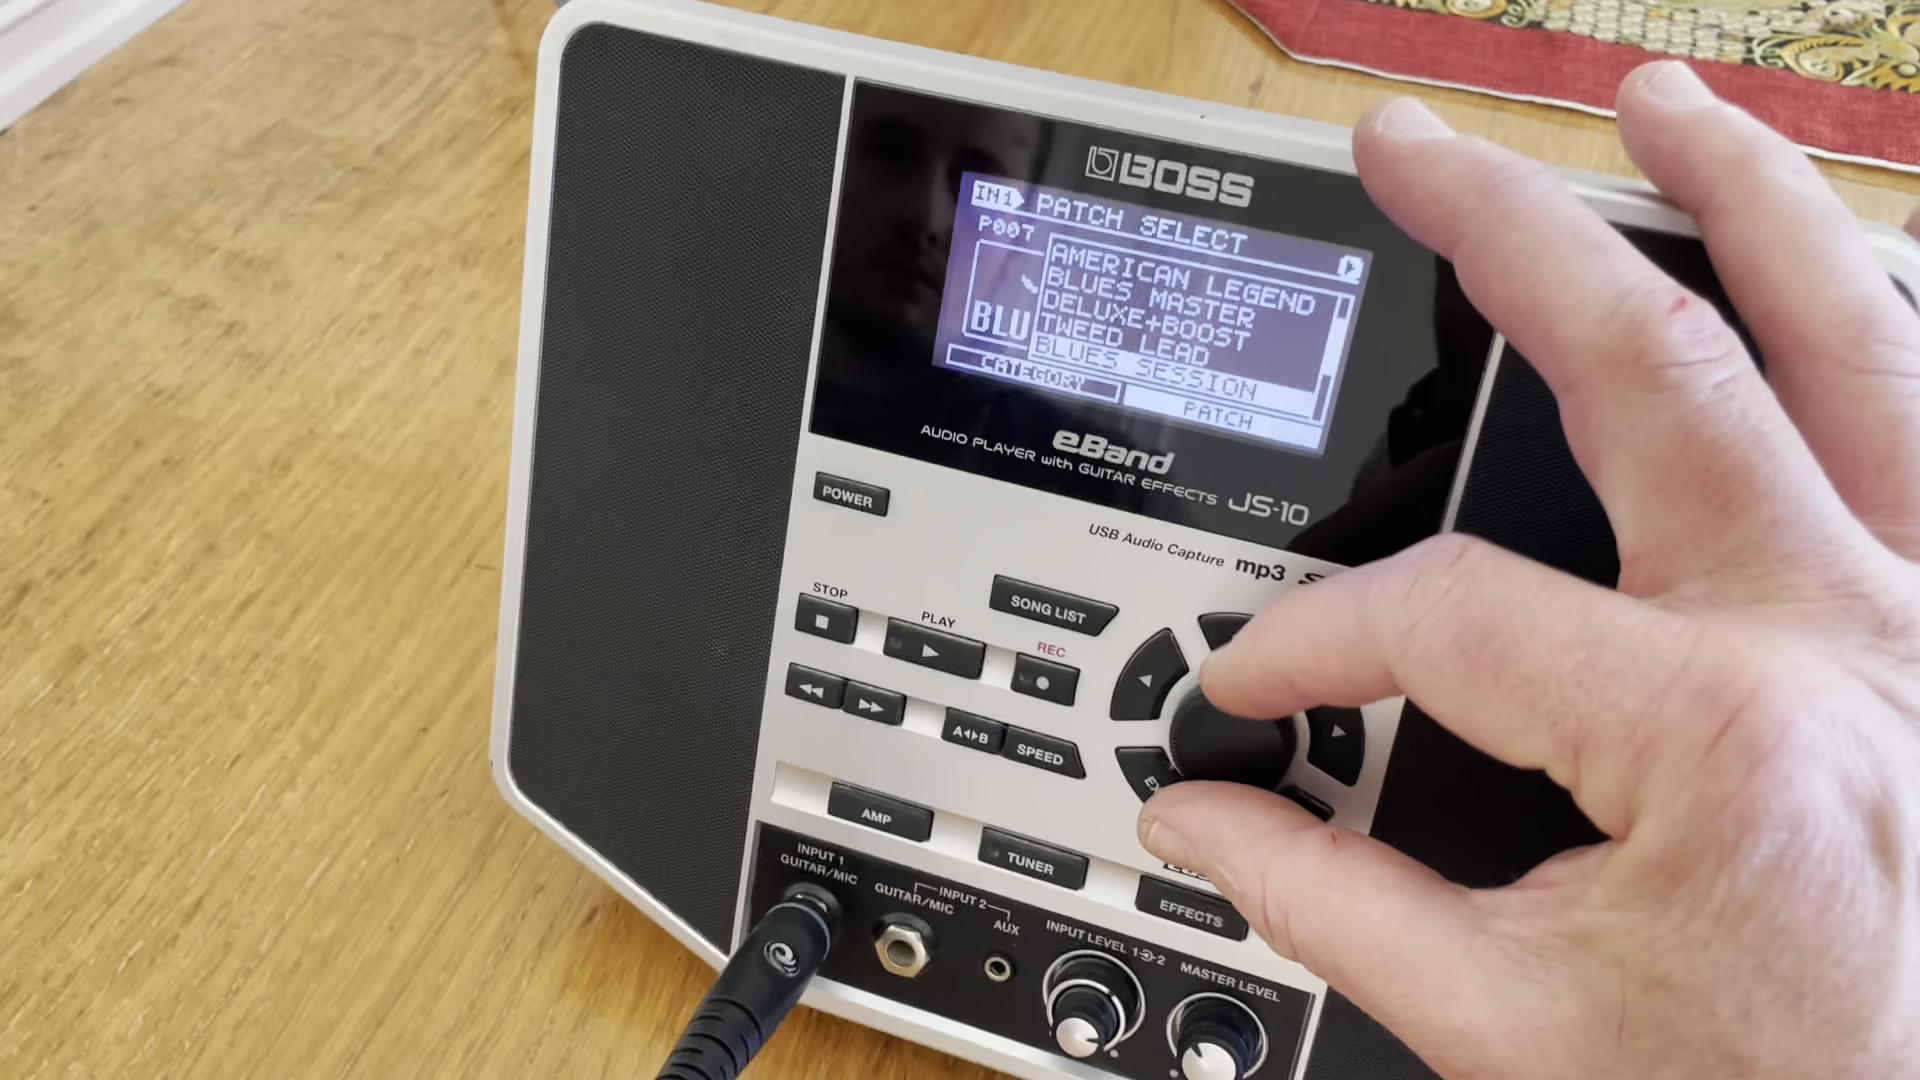 BOSS
IN1 PATCH SELECT
P007
AMERICAN LEGEND
BLUES MASTER
DELUXE+BOOST
TWEED LEAD
BLUES SESSION
BLU
CATEGORY
PATCH
eBand
AUDIO PLAYER with GUITAR EFFECTS JS-10
POWER
USB Audio Capture mp3
STOP
PLAY
SONG LIST
REC
A◂▸B
SPEED
AMP
TUNER
EFFECTS
INPUT 1
GUITAR/MIC
INPUT 2
GUITAR/MIC
AUX
INPUT LEVEL 1 2
MASTER LEVEL